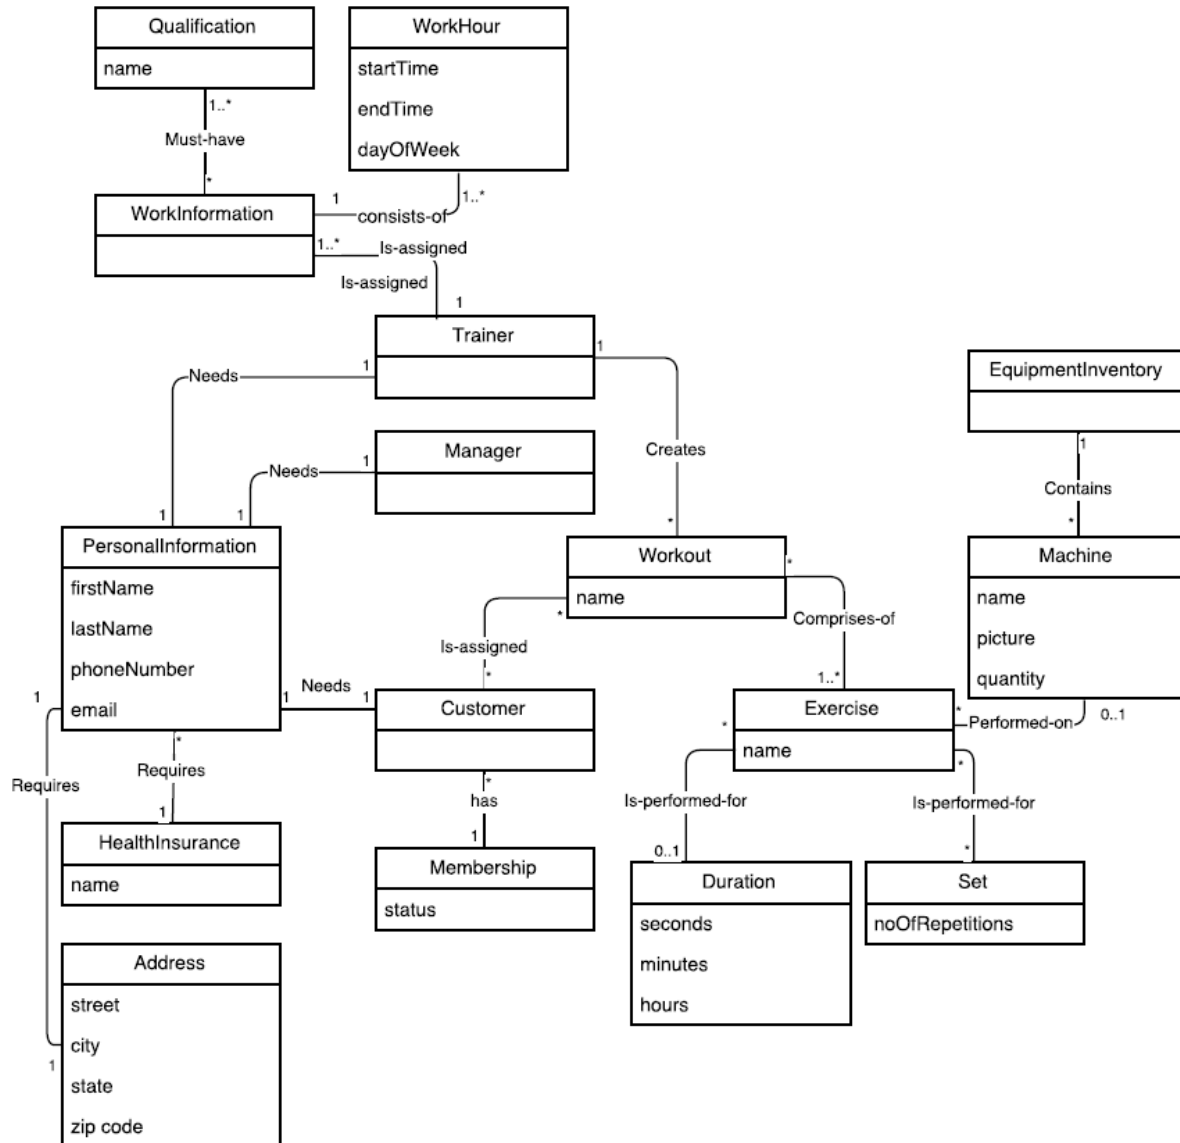 Qualification
name
WorkHour
startTime
endTime
dayOfWeek
1..*
Must-have
*
WorkInformation
1
consists-of
1..*
1..*
Is-assigned
Is-assigned
1
Trainer
1
Needs
1
1
Creates
*
Manager
1
Needs
1
EquipmentInventory
1
Contains
*
Machine
name
picture
quantity
PersonalInformation
firstName
lastName
phoneNumber
email
Workout
name
*
Comprises-of
1..*
*
Is-assigned
*
1
Needs
1
Customer
Exercise
name
*
Performed-on
0..1
1
Requires
1
*
Requires
1
*
has
1
*
Is-performed-for
0..1
*
Is-performed-for
*
HealthInsurance
name
Membership
status
Duration
seconds
minutes
hours
Set
noOfRepetitions
Address
street
city
state
zip code